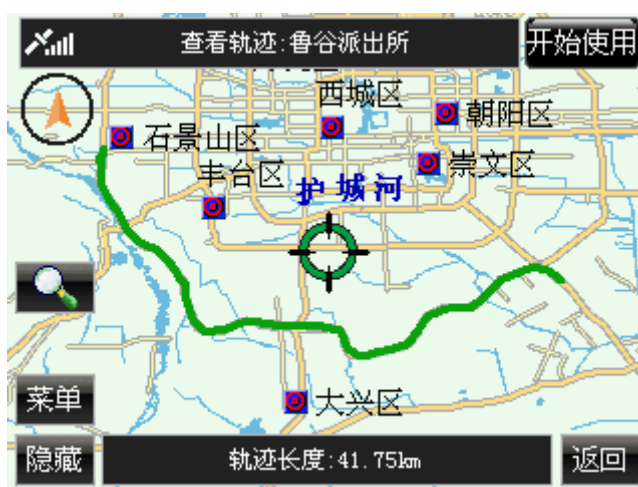 查看轨迹:鲁谷派出所
开始使用
西城区
朝阳区
石景山区
崇文区
丰台区
护城河
菜单
大兴区
隐藏
轨迹长度:41.75km
返回